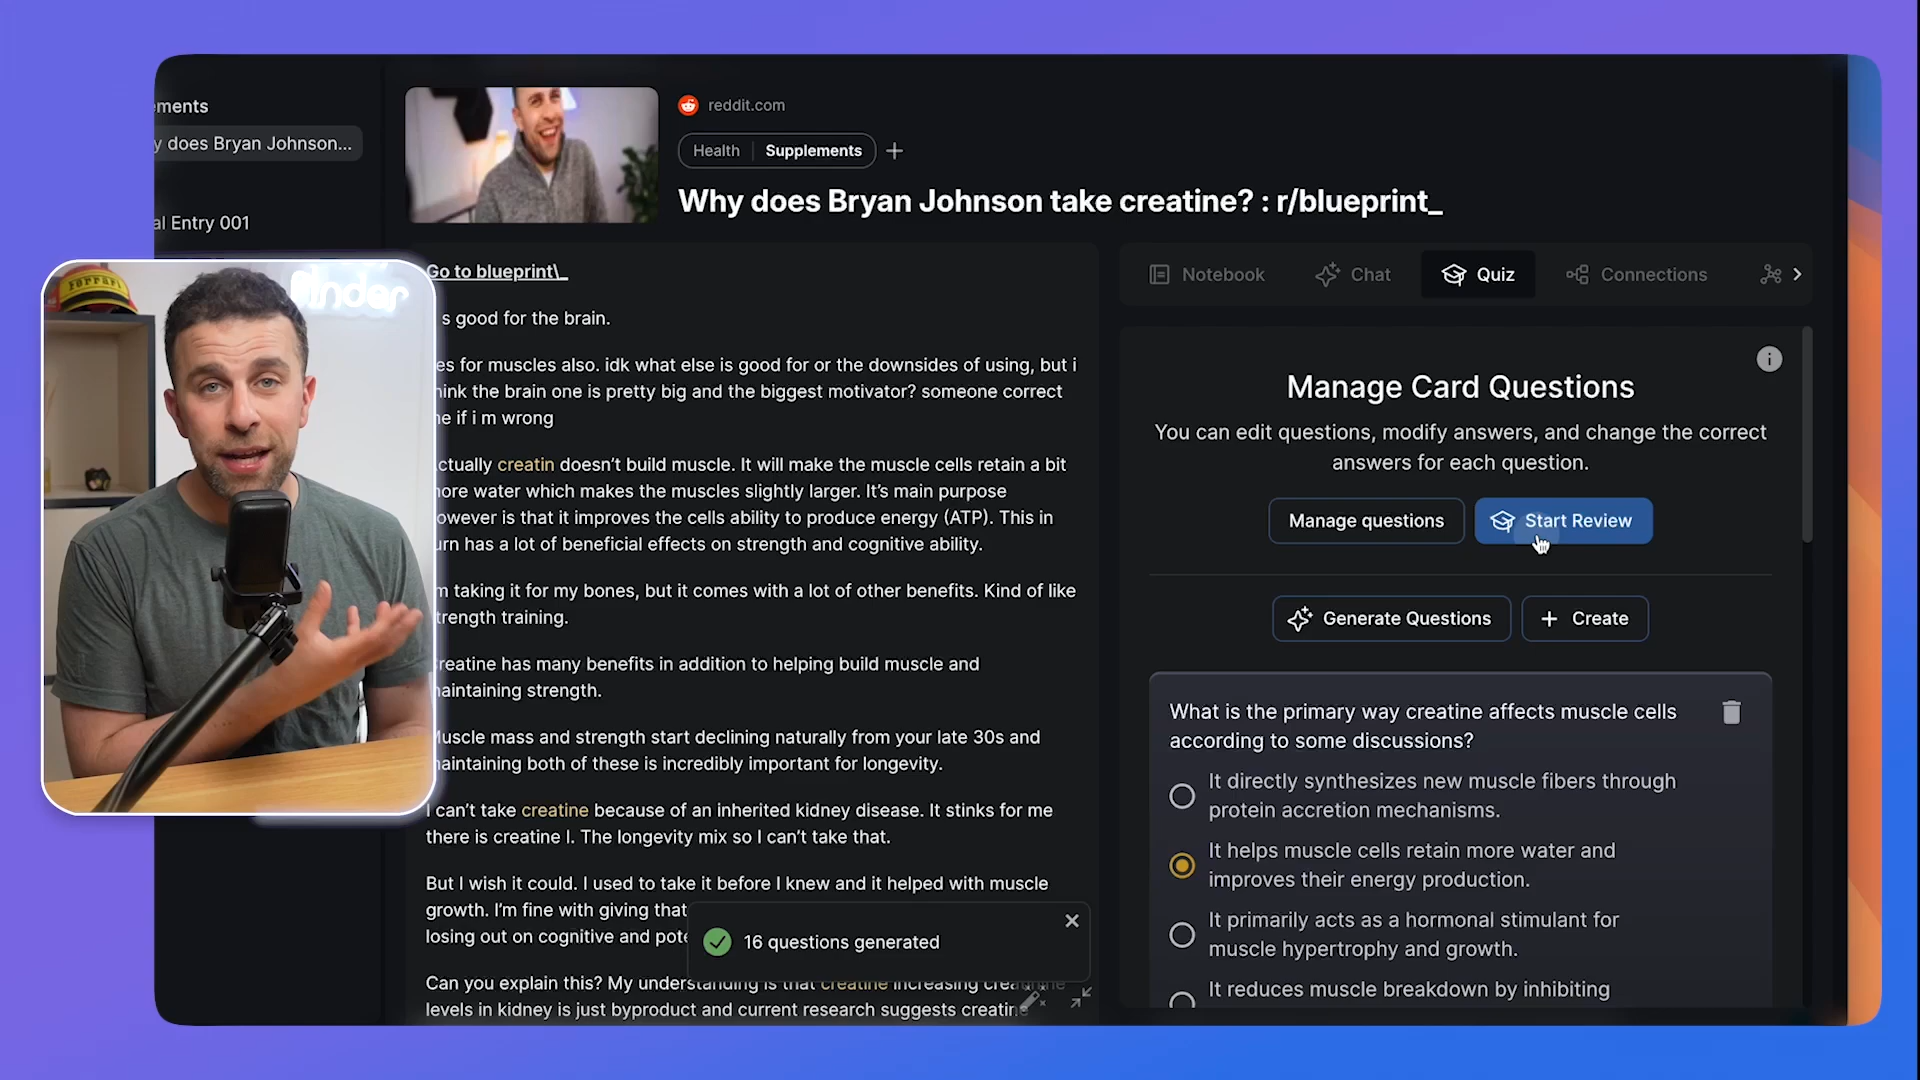 ements
y does Bryan Johnson...
al Entry 001
reddit.com
Health
Supplements
Why does Bryan Johnson take creatine? : r/blueprint_
Ferrari
Finder
Go to blueprint\_
s good for the brain.
es for muscles also. idk what else is good for or the downsides of using, but i
ink the brain one is pretty big and the biggest motivator? someone correct
e if i m wrong
ctually creatin doesn't build muscle. It will make the muscle cells retain a bit
ore water which makes the muscles slightly larger. It's main purpose
owever is that it improves the cells ability to produce energy (ATP). This in
urn has a lot of beneficial effects on strength and cognitive ability.
m taking it for my bones, but it comes with a lot of other benefits. Kind of like
trength training.
reatine has many benefits in addition to helping build muscle and
aintaining strength.
Muscle mass and strength start declining naturally from your late 30s and
aintaining both of these is incredibly important for longevity.
I can't take creatine because of an inherited kidney disease. It stinks for me
there is creatine I. The longevity mix so I can't take that.
But I wish it could. I used to take it before I knew and it helped with muscle
growth. I'm fine with giving that
losing out on cognitive and pote
Can you explain this? My understanding is that creatine increasing crea
levels in kidney is just byproduct and current research suggests creatin
16 questions generated
Notebook
Chat
Quiz
Connections
Manage Card Questions
You can edit questions, modify answers, and change the correct
answers for each question.
Manage questions
Start Review
Generate Questions
+ Create
What is the primary way creatine affects muscle cells
according to some discussions?
It directly synthesizes new muscle fibers through
protein accretion mechanisms.
It helps muscle cells retain more water and
improves their energy production.
It primarily acts as a hormonal stimulant for
muscle hypertrophy and growth.
It reduces muscle breakdown by inhibiting